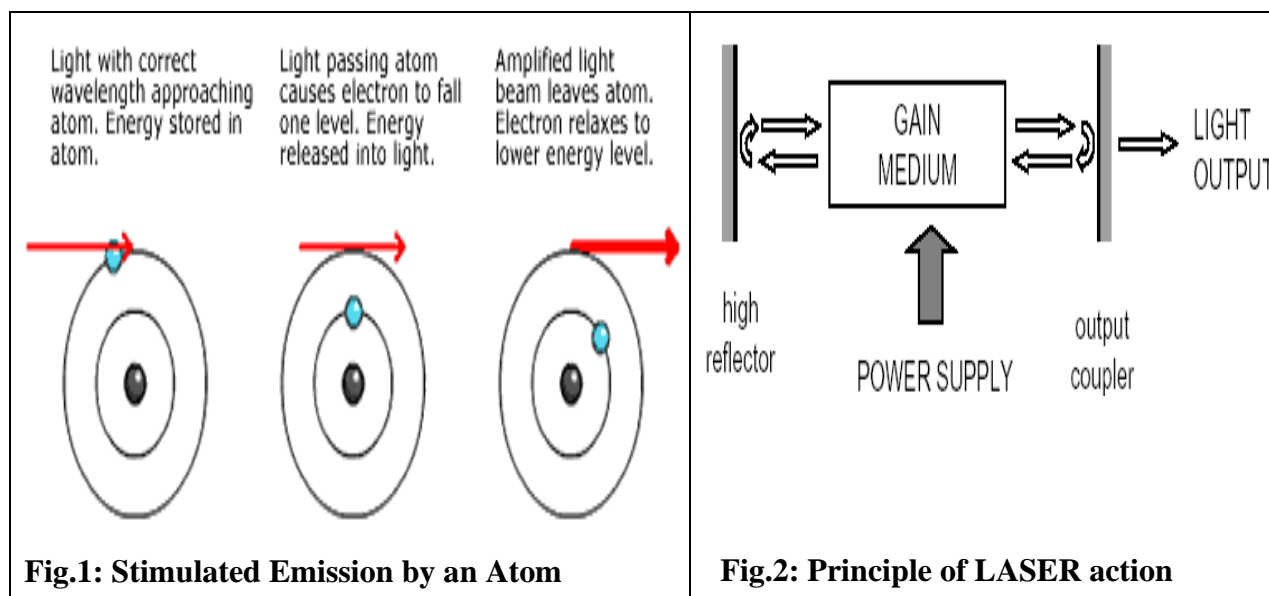 Light with correct
wavelength approaching
atom. Energy stored in
atom.
Light passing atom
causes electron to fall
one level. Energy
released into light.
Amplified light
beam leaves atom.
Electron relaxes to
lower energy level.
Fig.1: Stimulated Emission by an Atom
GAIN
MEDIUM
LIGHT
OUTPUT
high
reflector
POWER SUPPLY
output
coupler
Fig.2: Principle of LASER action